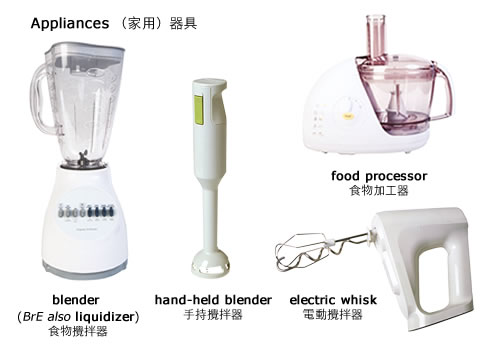 Appliances （家用）器具
food processor
食物加工器
blender
(BrE also liquidizer)
食物攪拌器
hand-held blender
手持攪拌器
electric whisk
電動攪拌器